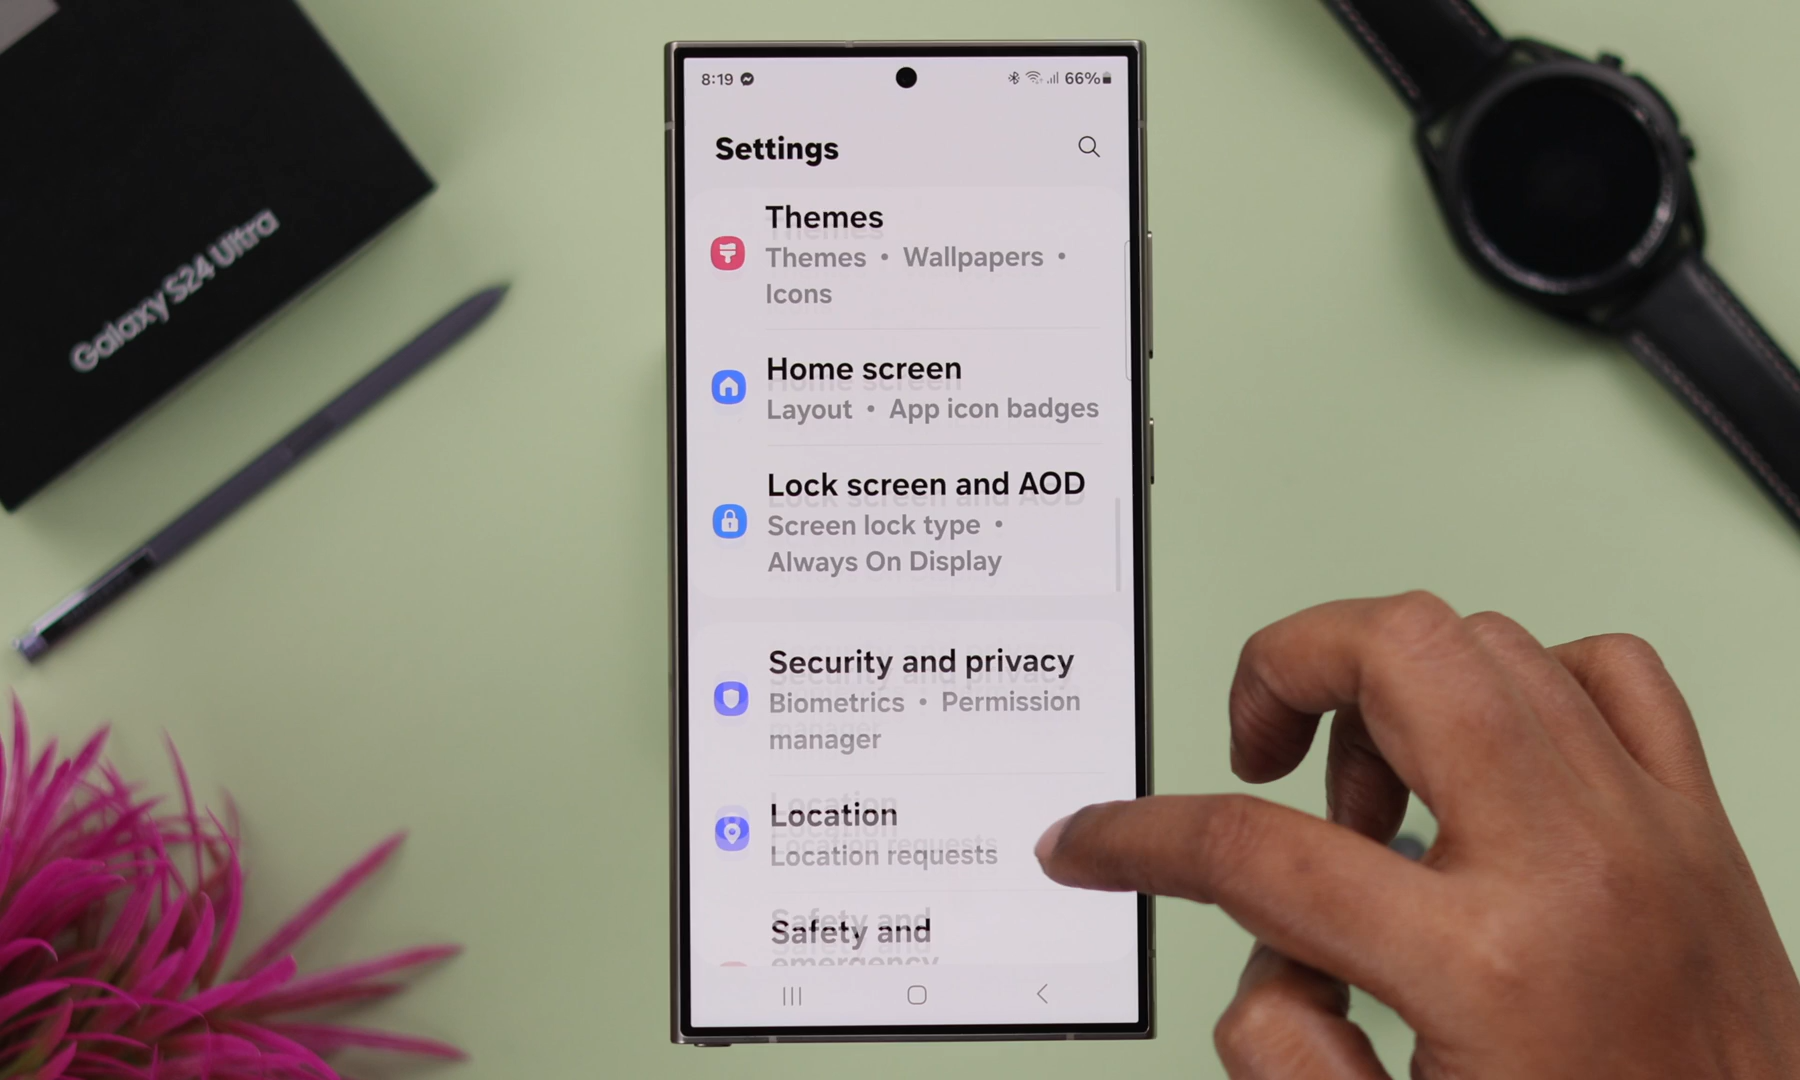 Galaxy S24 Ultra
8:19
66%
Settings
Themes
Themes • Wallpapers •
Icons
Home screen
Layout • App icon badges
Lock screen and AOD
Screen lock type •
Always On Display
Security and privacy
Biometrics • Permission
manager
Location
Location requests
Safety and
emergency